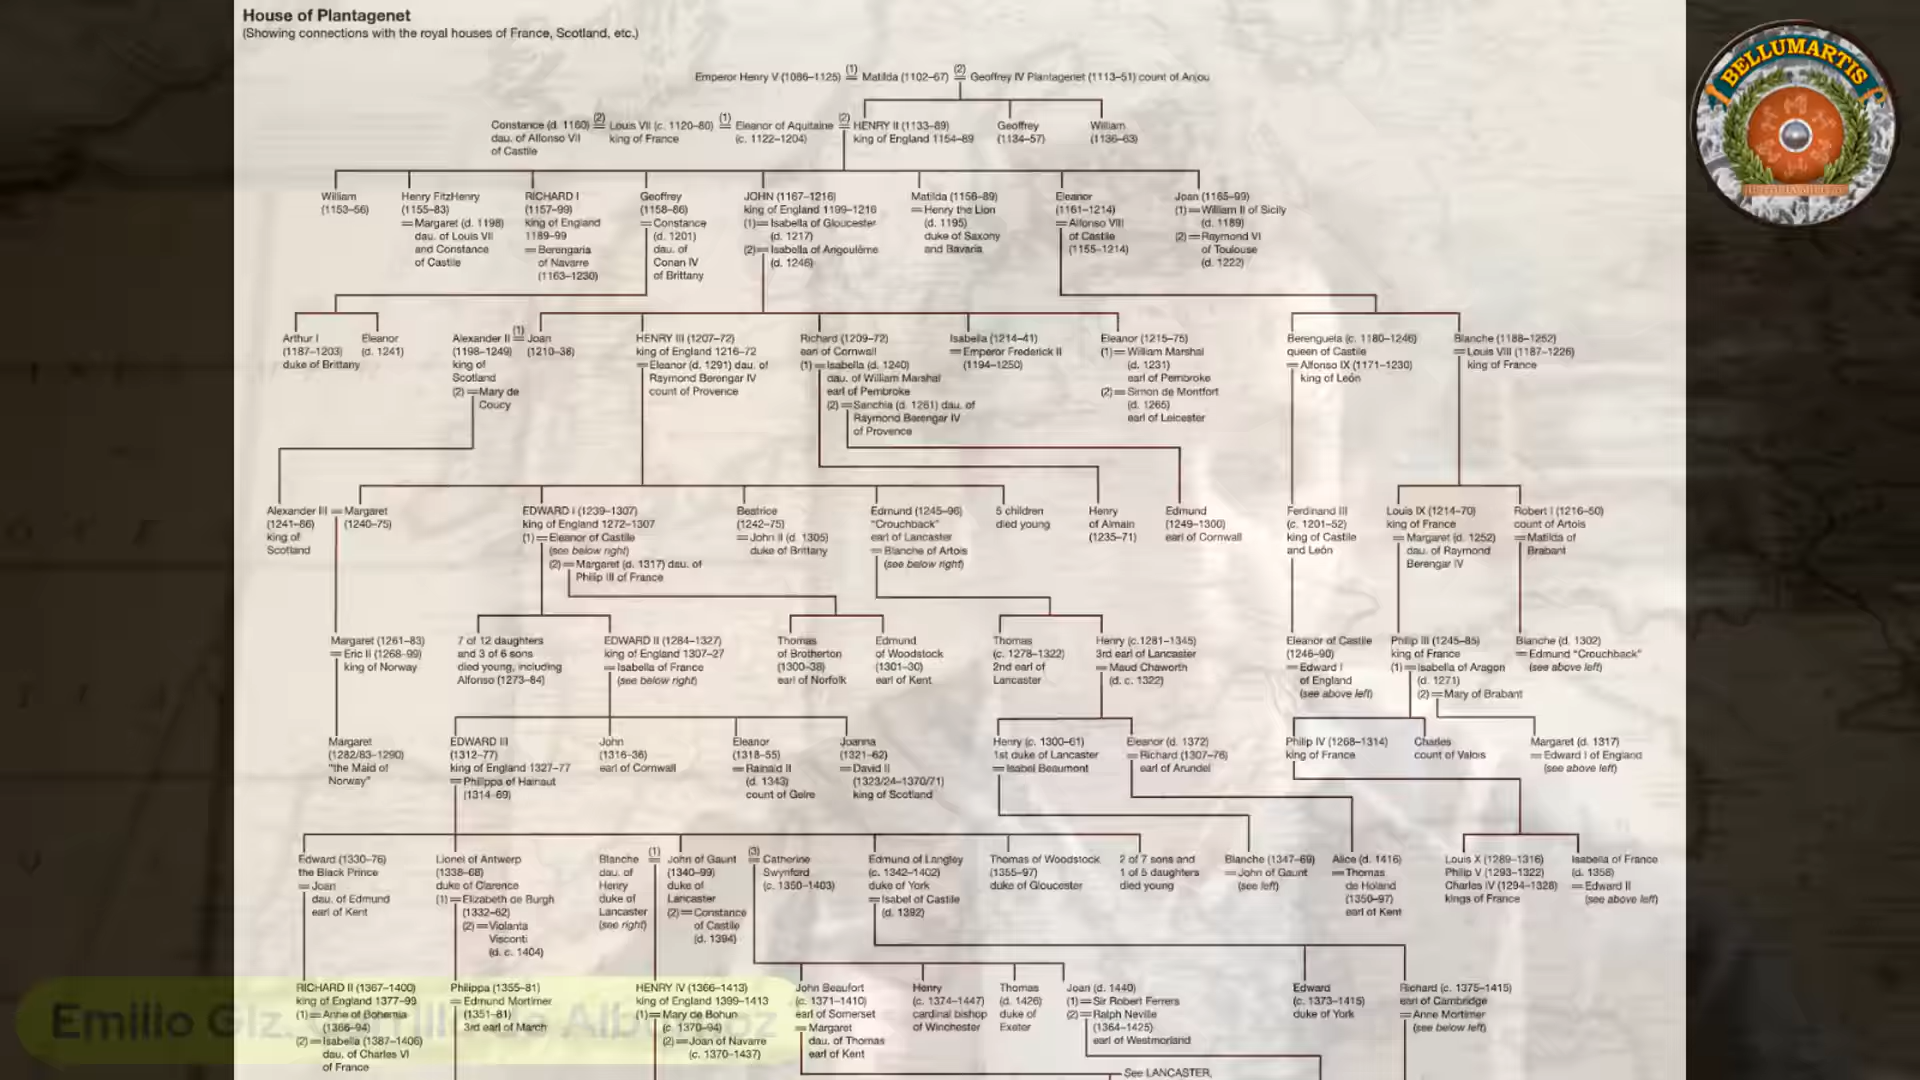 House of Plantagenet
(Showing connections with the royal houses of France, Scotland, etc.)
BELLUMARTIS
Emperor Henry V (1086–1125) (1) = Matilda (1102–67) (2) = Geoffrey IV Plantagenet (1113–51) count of Anjou
Constance (d. 1160)
dau. of Alfonso VII
of Castile
(2) =
Louis VII (c. 1120–80)
king of France
(1) =
Eleanor of Aquitaine
(c. 1122–1204)
(2) =
HENRY II (1133–89)
king of England 1154–89
Geoffrey
(1134–57)
William
(1136–63)
William
(1153–56)
Henry FitzHenry
(1155–83)
= Margaret (d. 1198)
dau. of Louis VII
and Constance
of Castile
RICHARD I
(1157–99)
king of England
1189–99
= Berengaria
of Navarre
(1163–1230)
Geoffrey
(1158–86)
= Constance
(d. 1201)
dau. of
Conan IV
of Brittany
JOHN (1167–1216)
king of England 1199–1216
(1) = Isabella of Gloucester
(d. 1217)
(2) = Isabella of Angoulême
(d. 1246)
Matilda (1156–89)
= Henry the Lion
(d. 1195)
duke of Saxony
and Bavaria
Eleanor
(1161–1214)
= Alfonso VIII
of Castile
(1155–1214)
Joan (1165–99)
(1) = William II of Sicily
(d. 1189)
(2) = Raymond VI
of Toulouse
(d. 1222)
Arthur I
(1187–1203)
duke of Brittany
Eleanor
(d. 1241)
Alexander II
(1198–1249)
king of
Scotland
(2) = Mary de
Coucy
(1) =
Joan
(1210–38)
HENRY III (1207–72)
king of England 1216–72
= Eleanor (d. 1291) dau. of
Raymond Berengar IV
count of Provence
Richard (1209–72)
earl of Cornwall
(1) = Isabella (d. 1240)
dau. of William Marshal
earl of Pembroke
(2) = Sanchia (d. 1261) dau. of
Raymond Berengar IV
of Provence
Isabella (1214–41)
= Emperor Frederick II
(1194–1250)
Eleanor (1215–75)
(1) = William Marshal
(d. 1231)
earl of Pembroke
(2) = Simon de Montfort
(d. 1265)
earl of Leicester
Berenguela (c. 1180–1246)
queen of Castile
= Alfonso IX (1171–1230)
king of León
Blanche (1188–1252)
= Louis VIII (1187–1226)
king of France
Alexander III
(1241–86)
king of
Scotland
= Margaret
(1240–75)
EDWARD I (1239–1307)
king of England 1272–1307
(1) = Eleanor of Castile
(see below right)
(2) = Margaret (d. 1317) dau. of
Philip III of France
Beatrice
(1242–75)
= John II (d. 1305)
duke of Brittany
Edmund (1245–96)
"Crouchback"
earl of Lancaster
= Blanche of Artois
(see below right)
5 children
died young
Henry
of Almain
(1235–71)
Edmund
(1249–1300)
earl of Cornwall
Ferdinand III
(c. 1201–52)
king of Castile
and León
Louis IX (1214–70)
king of France
= Margaret (d. 1252)
dau. of Raymond
Berengar IV
Robert I (1216–50)
count of Artois
= Matilda of
Brabant
Margaret (1261–83)
= Eric II (1268–99)
king of Norway
7 of 12 daughters
and 3 of 6 sons
died young, including
Alfonso (1273–84)
EDWARD II (1284–1327)
king of England 1307–27
= Isabella of France
(see below right)
Thomas
of Brotherton
(1300–38)
earl of Norfolk
Edmund
of Woodstock
(1301–30)
earl of Kent
Thomas
(c. 1278–1322)
2nd earl of
Lancaster
Henry (c.1281–1345)
3rd earl of Lancaster
= Maud Chaworth
(d. c. 1322)
Eleanor of Castile
(1246–90)
= Edward I
of England
(see above left)
Philip III (1245–85)
king of France
(1) = Isabella of Aragon
(d. 1271)
(2) = Mary of Brabant
Blanche (d. 1302)
= Edmund "Crouchback"
(see above left)
Margaret
(1282/83–1290)
"the Maid of
Norway"
EDWARD III
(1312–77)
king of England 1327–77
= Philippa of Hainaut
(1314–69)
John
(1316–36)
earl of Cornwall
Eleanor
(1318–55)
= Rainald II
(d. 1343)
count of Gelre
Joanna
(1321–62)
= David II
(1323/24–1370/71)
king of Scotland
Henry (c. 1300–61)
1st duke of Lancaster
= Isabel Beaumont
Eleanor (d. 1372)
= Richard (1307–76)
earl of Arundel
Philip IV (1268–1314)
king of France
Charles
count of Valois
Margaret (d. 1317)
= Edward I of England
(see above left)
Edward (1330–76)
the Black Prince
= Joan
dau. of Edmund
earl of Kent
Lionel of Antwerp
(1338–68)
duke of Clarence
(1) = Elizabeth de Burgh
(1332–62)
(2) = Violanta
Visconti
(d. c. 1404)
Blanche
dau. of
Henry
duke of
Lancaster
(see right)
(1) =
John of Gaunt
(1340–99)
duke of
Lancaster
(2) = Constance
of Castile
(d. 1394)
(3) =
Catherine
Swynford
(c. 1350–1403)
Edmund of Langley
(c. 1342–1402)
duke of York
= Isabel of Castile
(d. 1392)
Thomas of Woodstock
(1355–97)
duke of Gloucester
2 of 7 sons and
1 of 5 daughters
died young
Blanche (1347–69)
= John of Gaunt
(see left)
Alice (d. 1416)
= Thomas
de Holand
(1350–97)
earl of Kent
Louis X (1289–1316)
Philip V (1293–1322)
Charles IV (1294–1328)
kings of France
Isabella of France
(d. 1358)
= Edward II
(see above left)
RICHARD II (1367–1400)
king of England 1377–99
(1) = Anne of Bohemia
(1366–94)
(2) = Isabella (1387–1406)
dau. of Charles VI
of France
Philippa (1355–81)
= Edmund Mortimer
(1351–81)
3rd earl of March
HENRY IV (1366–1413)
king of England 1399–1413
(1) = Mary de Bohun
(c. 1370–94)
(2) = Joan of Navarre
(c. 1370–1437)
John Beaufort
(c. 1371–1410)
earl of Somerset
= Margaret
dau. of Thomas
earl of Kent
Henry
(c. 1374–1447)
cardinal bishop
of Winchester
Thomas
(d. 1426)
duke of
Exeter
Joan (d. 1440)
(1) = Sir Robert Ferrers
(2) = Ralph Neville
(1364–1425)
earl of Westmorland
Edward
(c. 1373–1415)
duke of York
Richard (c. 1375–1415)
earl of Cambridge
= Anne Mortimer
(see below left)
See LANCASTER,
Emilio Glz.